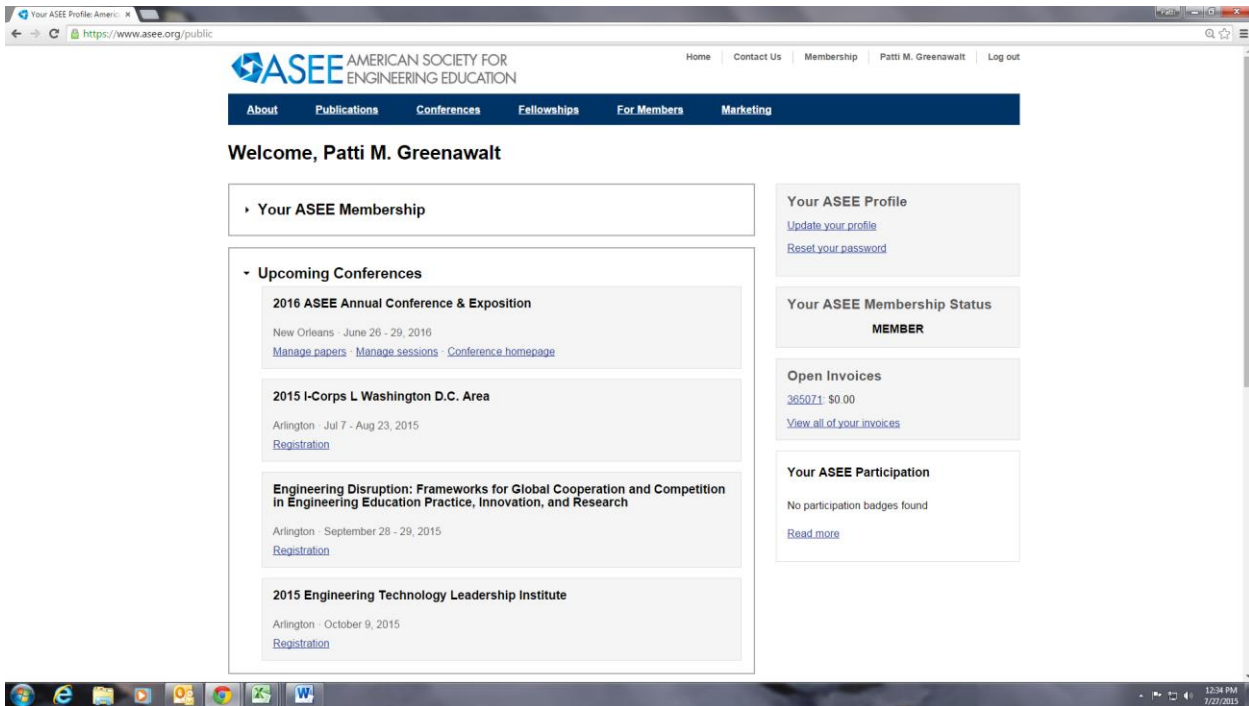 Your ASEE Profile: Americ
https://www.asee.org/public
ASEE AMERICAN SOCIETY FOR
ENGINEERING EDUCATION
Home Contact Us Membership Patti M. Greenawalt Log out
About Publications Conferences Fellowships For Members Marketing
Welcome, Patti M. Greenawalt
Your ASEE Membership
Upcoming Conferences
2016 ASEE Annual Conference & Exposition
New Orleans · June 26 - 29, 2016
Manage papers · Manage sessions · Conference homepage
2015 I-Corps L Washington D.C. Area
Arlington · Jul 7 - Aug 23, 2015
Registration
Engineering Disruption: Frameworks for Global Cooperation and Competition
in Engineering Education Practice, Innovation, and Research
Arlington · September 28 - 29, 2015
Registration
2015 Engineering Technology Leadership Institute
Arlington · October 9, 2015
Registration
Your ASEE Profile
Update your profile
Reset your password
Your ASEE Membership Status
MEMBER
Open Invoices
365071: $0.00
View all of your invoices
Your ASEE Participation
No participation badges found
Read more
12:34 PM
7/27/2015